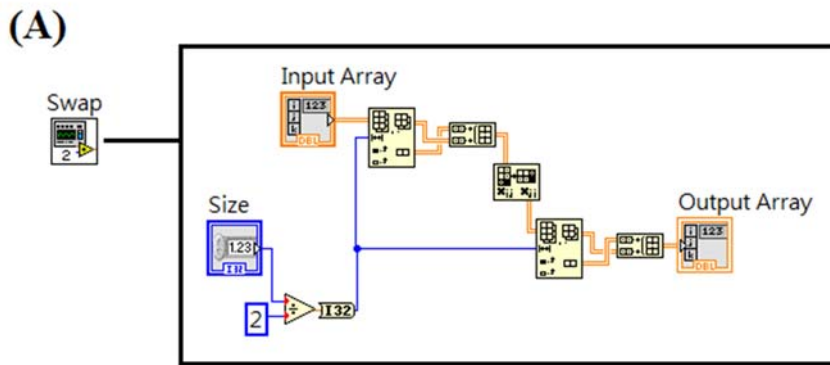 (A)
Input Array
123
DBL
Swap
2
Size
1.23
Output Array
123
DBL
2
I32